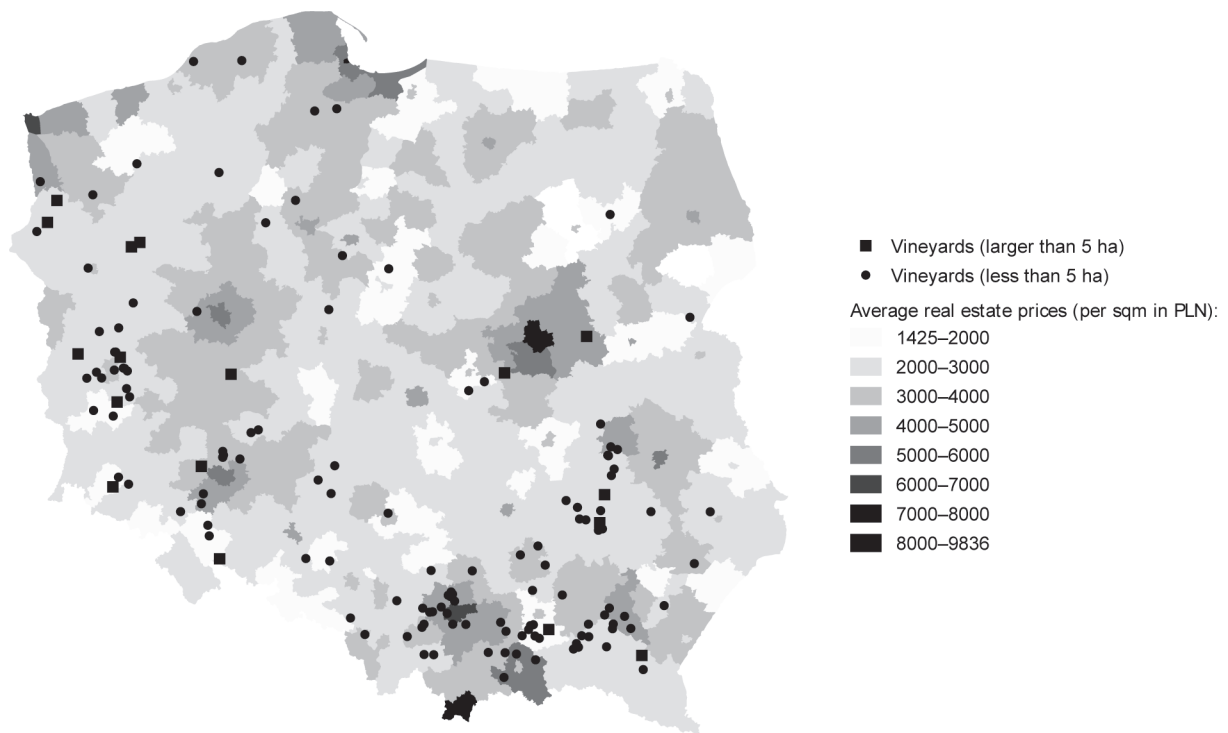 Vineyards (larger than 5 ha)
Vineyards (less than 5 ha)
Average real estate prices (per sqm in PLN):
1425–2000
2000–3000
3000–4000
4000–5000
5000–6000
6000–7000
7000–8000
8000–9836